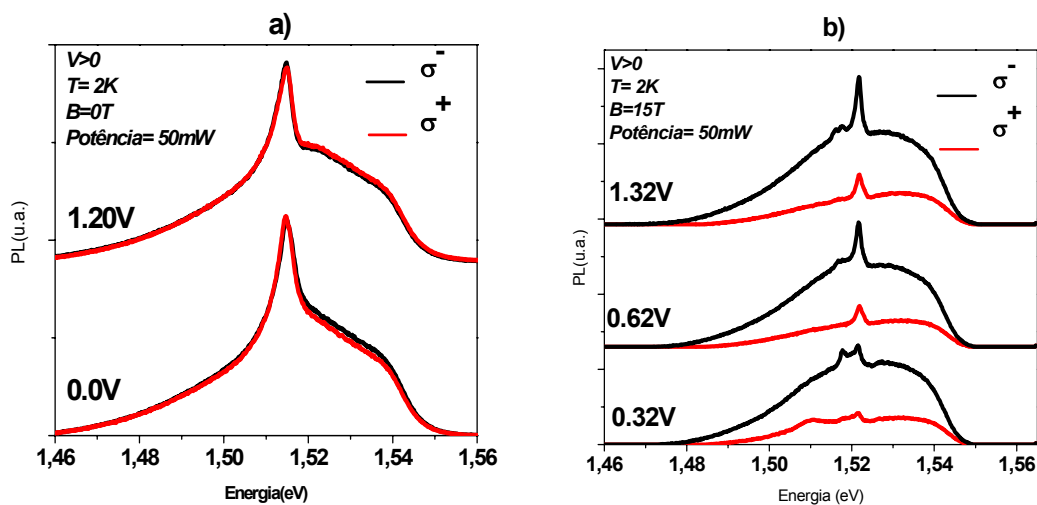 a)
V>0
T= 2K
B=0T
Potência= 50mW
σ-
σ+
1.20V
0.0V
PL(u.a.)
1,46 1,48 1,50 1,52 1,54 1,56
Energia(eV)
b)
V>0
T= 2K
B=15T
Potência= 50mW
σ-
σ+
1.32V
0.62V
0.32V
PL(u.a.)
1,46 1,48 1,50 1,52 1,54 1,56
Energia (eV)